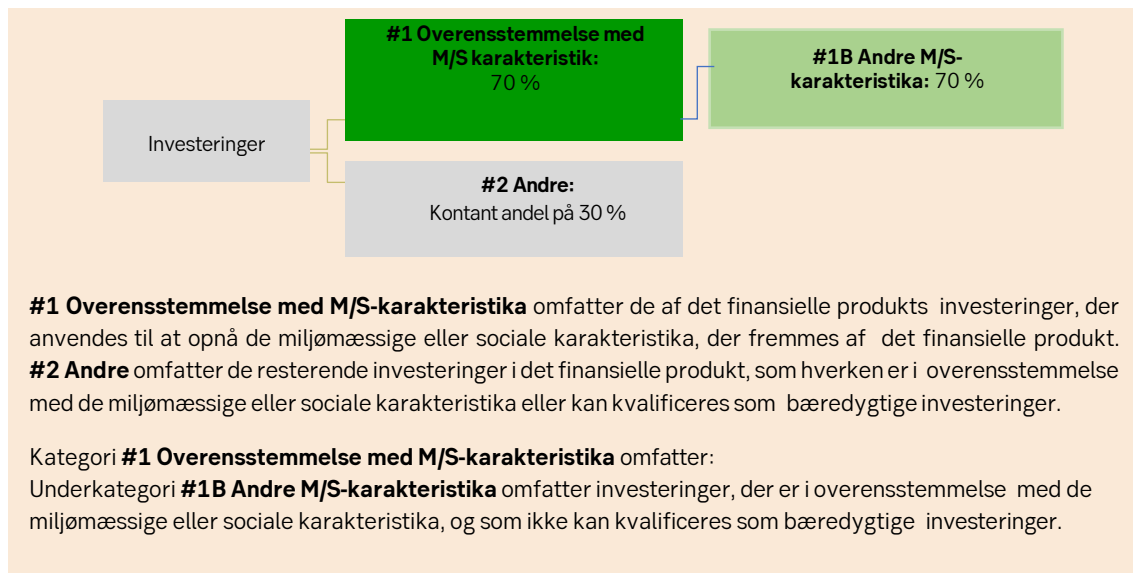 #1 Overensstemmelse med
M/S karakteristik:
70 %
#1B Andre M/S-
karakteristika: 70 %
Investeringer
#2 Andre:
Kontant andel på 30 %
#1 Overensstemmelse med M/S-karakteristika omfatter de af det finansielle produkts investeringer, der
anvendes til at opnå de miljømæssige eller sociale karakteristika, der fremmes af det finansielle produkt.
#2 Andre omfatter de resterende investeringer i det finansielle produkt, som hverken er i overensstemmelse
med de miljømæssige eller sociale karakteristika eller kan kvalificeres som bæredygtige investeringer.
Kategori #1 Overensstemmelse med M/S-karakteristika omfatter:
Underkategori #1B Andre M/S-karakteristika omfatter investeringer, der er i overensstemmelse med de
miljømæssige eller sociale karakteristika, og som ikke kan kvalificeres som bæredygtige investeringer.